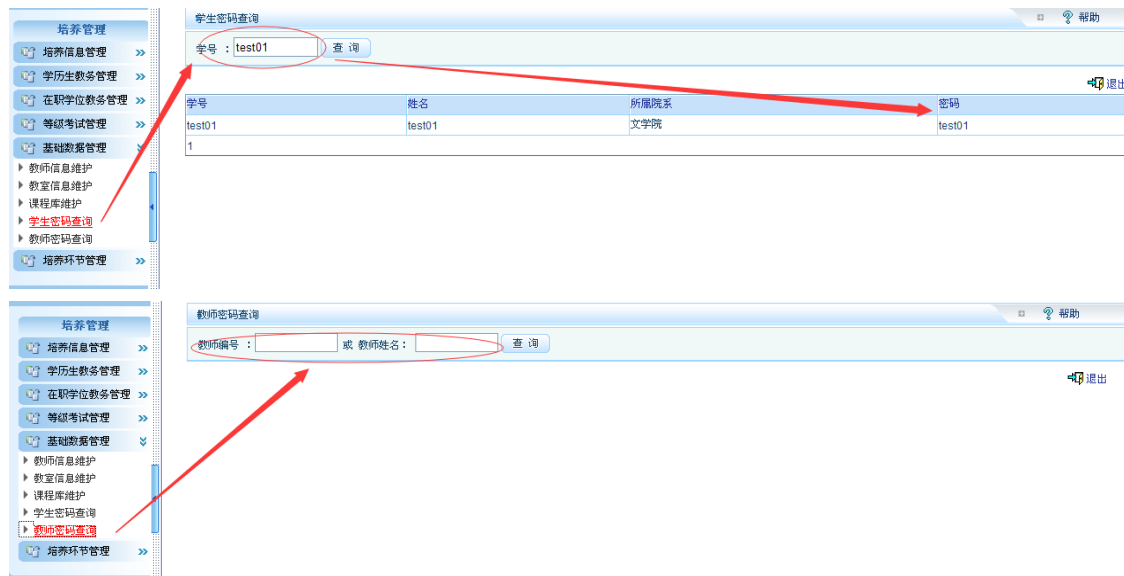 培养管理
培养信息管理
学历生教务管理
在职学位教务管理
等级考试管理
基础数据管理
教师信息维护
教室信息维护
课程库维护
学生密码查询
教师密码查询
培养环节管理
学生密码查询 帮助
学号 : test01 查 询
退出
学号 姓名 所属院系 密码
test01 test01 文学院 test01
1
培养管理
培养信息管理
学历生教务管理
在职学位教务管理
等级考试管理
基础数据管理
教师信息维护
教室信息维护
课程库维护
学生密码查询
教师密码查询
培养环节管理
教师密码查询 帮助
教师编号 : 或 教师姓名: 查 询
退出